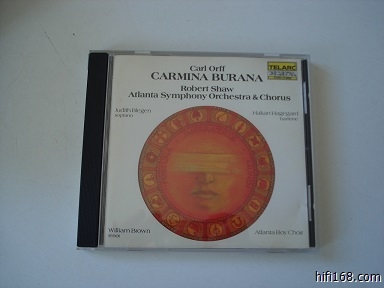 Carl Orff
CARMINA BURANA
TELARC
Robert Shaw
Atlanta Symphony Orchestra & Chorus
Judith Blegen
soprano
Håkan Hagegård
baritone
William Brown
tenor
Atlanta Boy Choir
hifi168.com